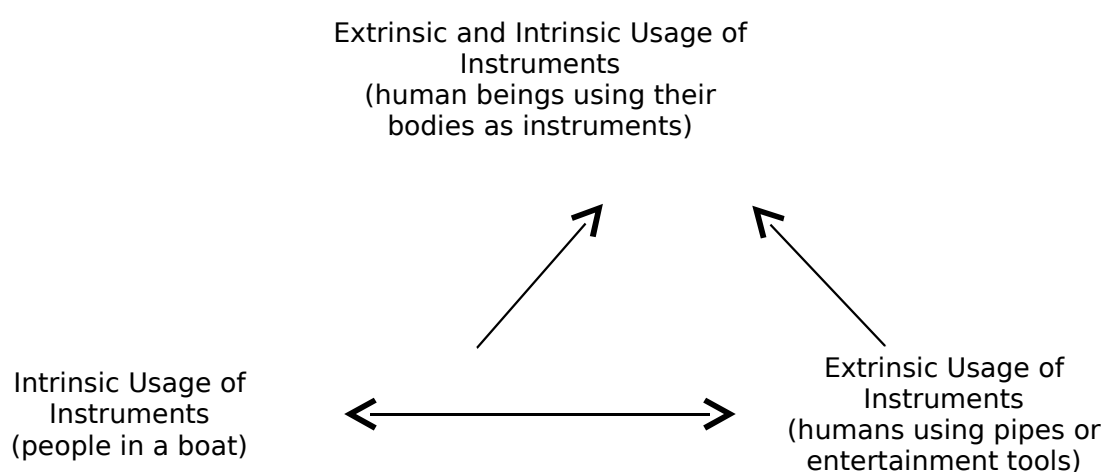 Extrinsic and Intrinsic Usage of
Instruments
(human beings using their
bodies as instruments)
Intrinsic Usage of
Instruments
(people in a boat)
Extrinsic Usage of
Instruments
(humans using pipes or
entertainment tools)